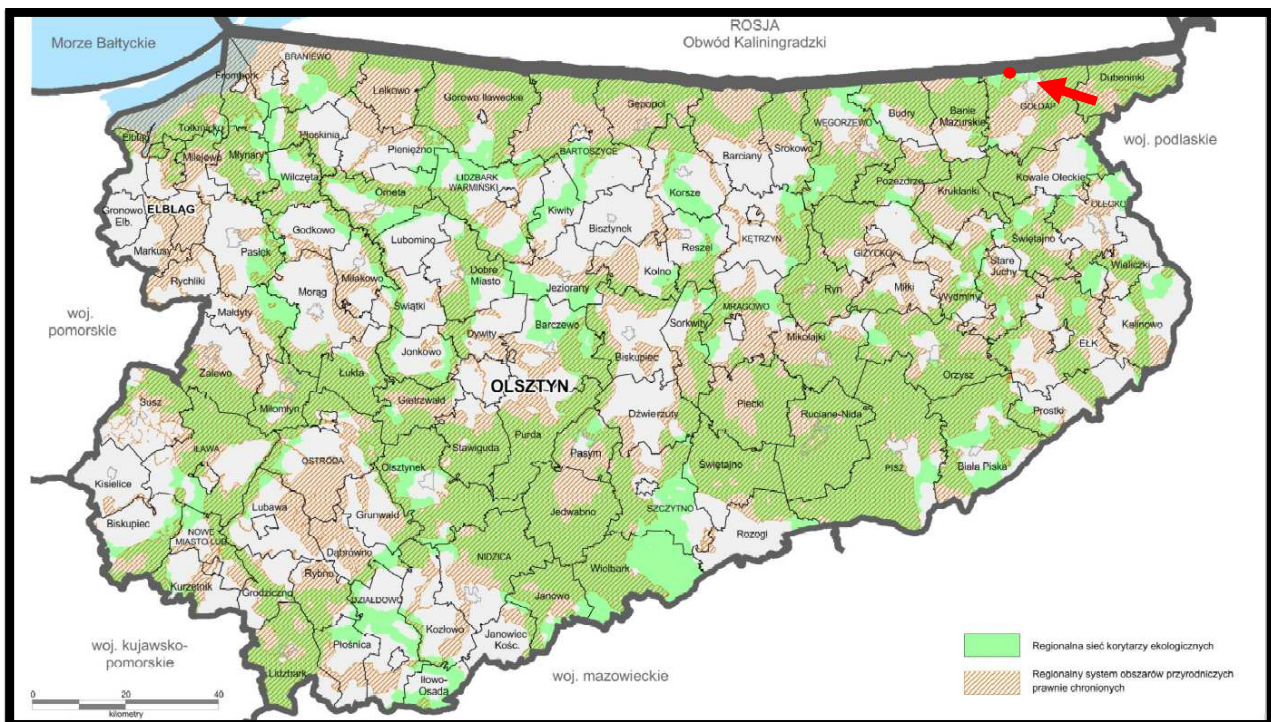 ROSJA
Obwód Kaliningradzki
Morze Bałtyckie
BRANIEWO
Frombork
Lelkowo
Górowo Iławeckie
Sępopol
Dubeninki
GOŁDAP
Banie
Mazurskie
Budry
WĘGORZEWO
woj. podlaskie
Tolkmicko
Elbląg
Płoskinia
Milejewo
Młynary
Pieniężno
BARTOSZYCE
Barciany
Srokowo
Wilczęta
LIDZBARK
WARMIŃSKI
Korsze
Pozezdrze
Kruklanki
Kowale Oleckie
Orneta
Kiwity
OLECKO
Gronowo
Elb.
ELBLĄG
Godkowo
Lubomino
Bisztynek
Reszel
KĘTRZYN
GIŻYCKO
Świętajno
Stare
Juchy
Wieliczki
Markusy
Pasłęk
Dobre
Miasto
Kolno
Rychliki
Miłakowo
Morąg
Świątki
Jeziorany
Ryn
Miłki
Wydminy
woj.
pomorskie
Małdyty
Barczewo
Sorkwity
MRĄGOWO
Mikołajki
Kalinowo
Dywity
Jonkowo
Biskupiec
EŁK
Zalewo
Łukta
OLSZTYN
Orzysz
Susz
Miłomłyn
Gietrzwałd
Dźwierzuty
Piecki
Ruciane-Nida
Prostki
Purda
Stawiguda
IŁAWA
OSTRÓDA
Olsztynek
Pasym
Świętajno
PISZ
Biała Piska
Kisielice
Jedwabno
Lubawa
Grunwald
SZCZYTNO
Biskupiec
NOWE
MIASTO LUB.
Dąbrówno
Rozogi
NIDZICA
Rybno
Wielbark
Kurzętnik
Grodziczno
DZIAŁDOWO
Janowo
Kozłowo
Janowiec
Kośc.
Płośnica
woj. kujawsko-
pomorskie
Lidzbark
Iłowo-
Osada
woj. mazowieckie
Regionalna sieć korytarzy ekologicznych
Regionalny system obszarów przyrodniczych
prawnie chronionych
0 20 40
kilometry